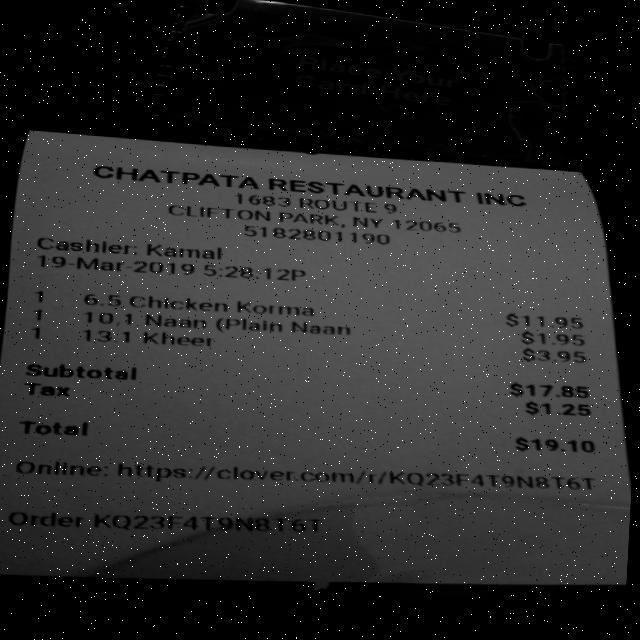 CHATPATA RESTAURANT INC
1683 ROUTE 9
CLIFTON PARK, NY 12065
5182801190
Cashier: Kamal
19-Mar-2019 5:28:12P
1 6.5 Chicken Korma $11.95
1 10.1 Naan (Plain Naan $1.95
1 13.1 Kheer $3.95
Subtotal $17.85
Tax $1.25
Total $19.10
Online: https://clover.com/r/KQ23F4T9N8T6T
Order KQ23F4T9N8T6T